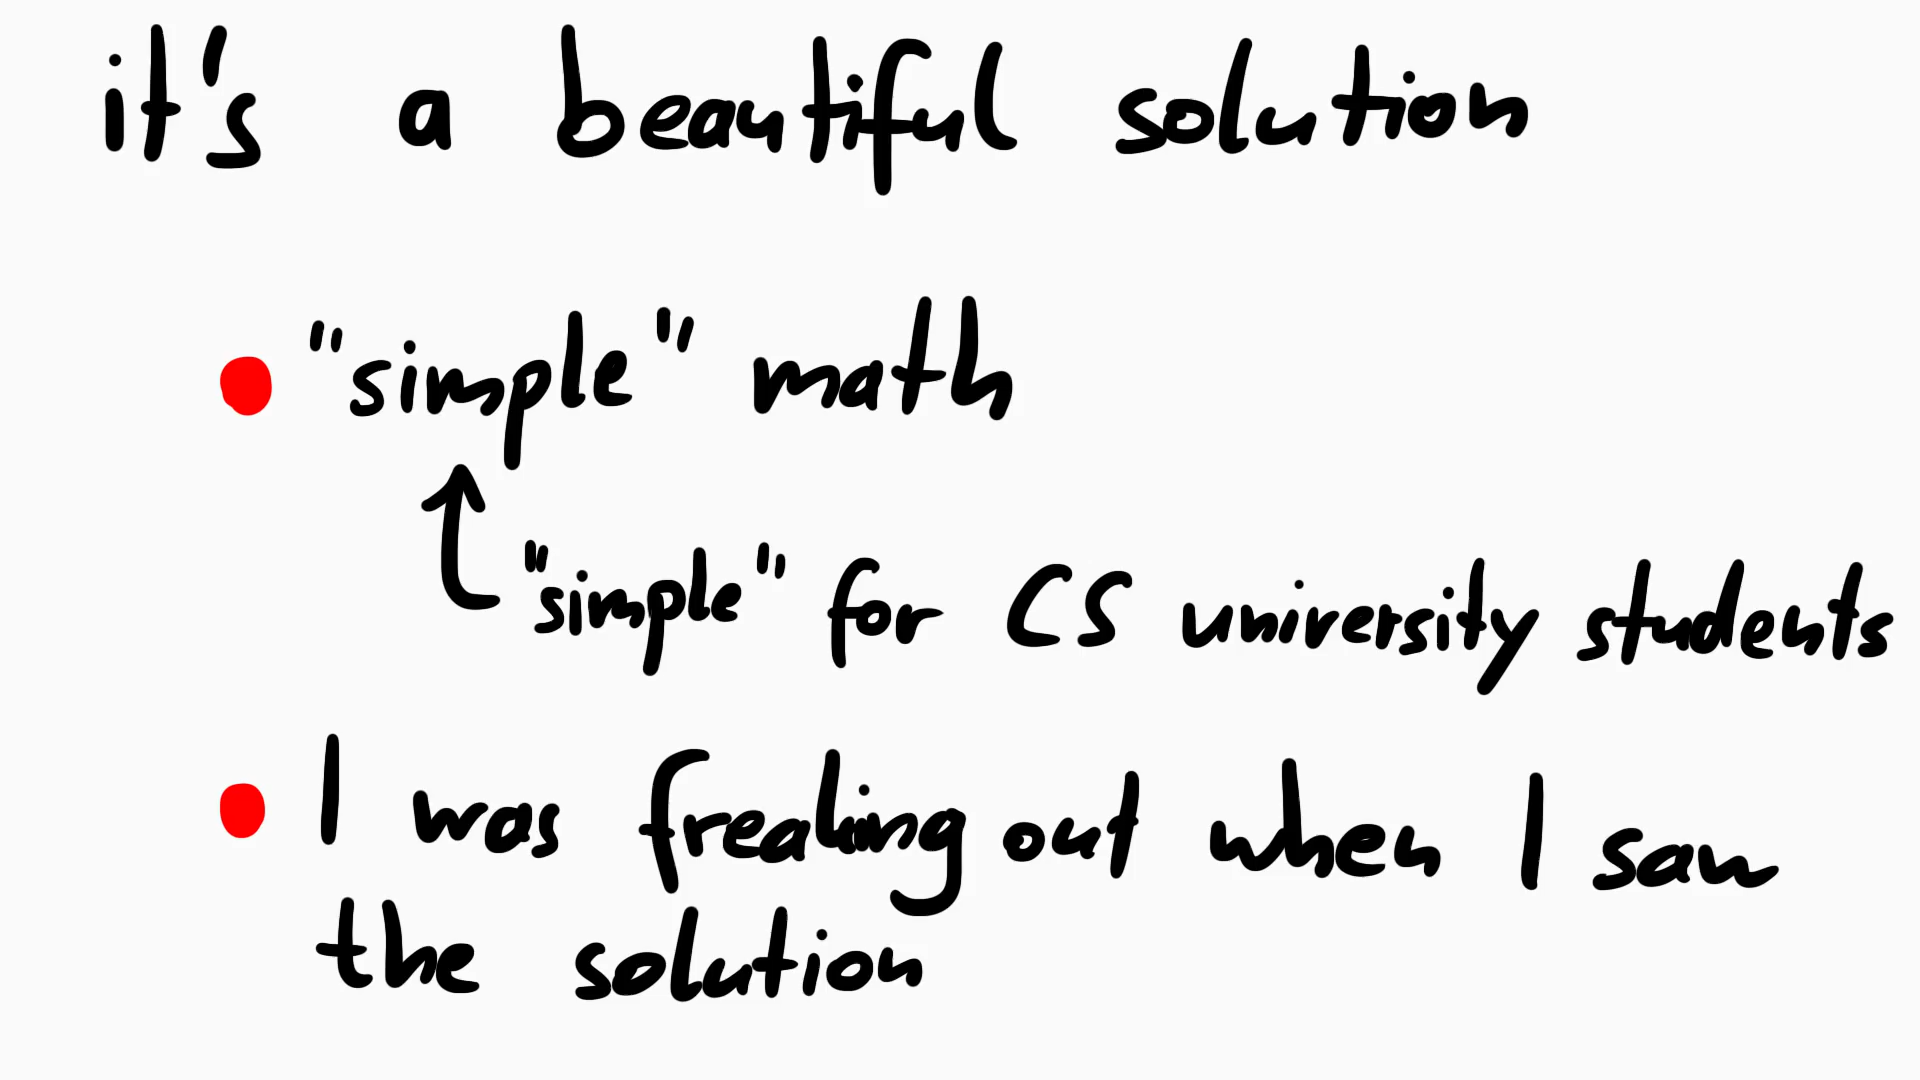 it's a beautiful solution
"simple" math
"simple" for CS university students
I was freaking out when I saw
the solution